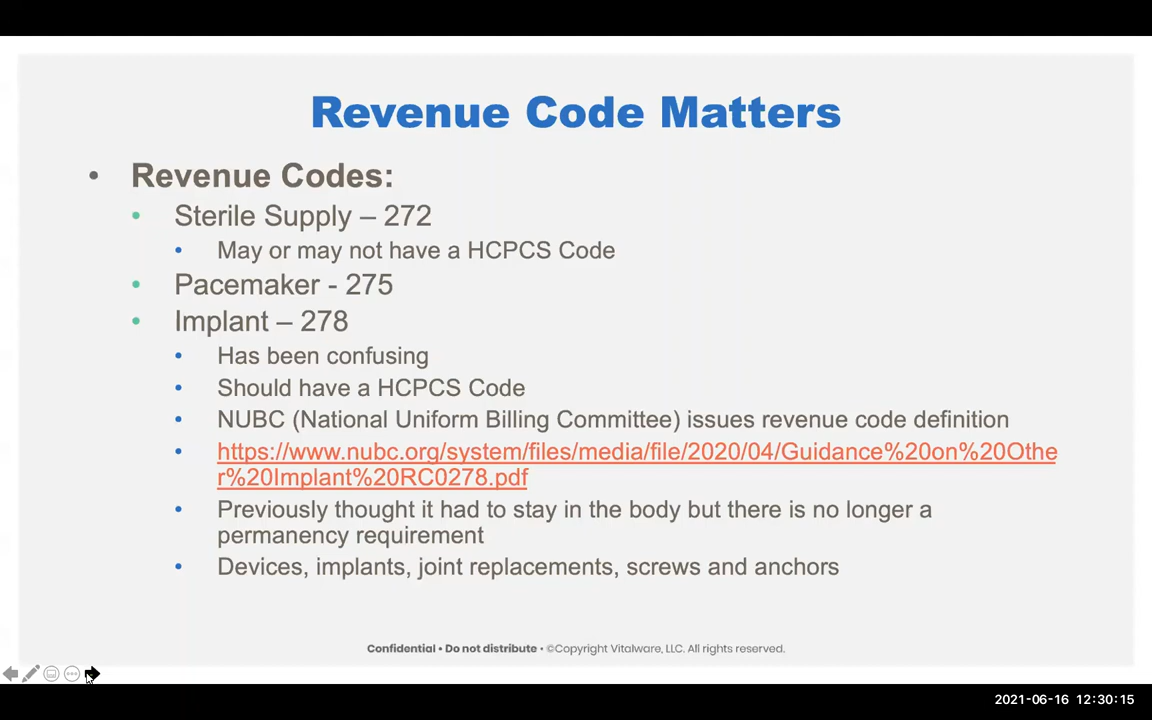 Revenue Code Matters
• Revenue Codes:
• Sterile Supply – 272
• May or may not have a HCPCS Code
• Pacemaker - 275
• Implant – 278
• Has been confusing
• Should have a HCPCS Code
• NUBC (National Uniform Billing Committee) issues revenue code definition
• https://www.nubc.org/system/files/media/file/2020/04/Guidance%20on%20Othe
r%20Implant%20RC0278.pdf
• Previously thought it had to stay in the body but there is no longer a
permanency requirement
• Devices, implants, joint replacements, screws and anchors
Confidential • Do not distribute • ©Copyright Vitalware, LLC. All rights reserved.
2021-06-16 12:30:15